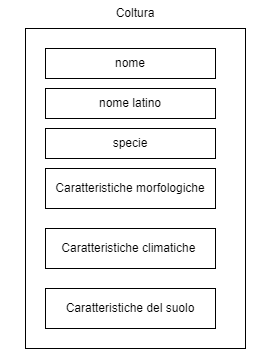 Coltura
nome
nome latino
specie
Caratteristiche morfologiche
Caratteristiche climatiche
Caratteristiche del suolo